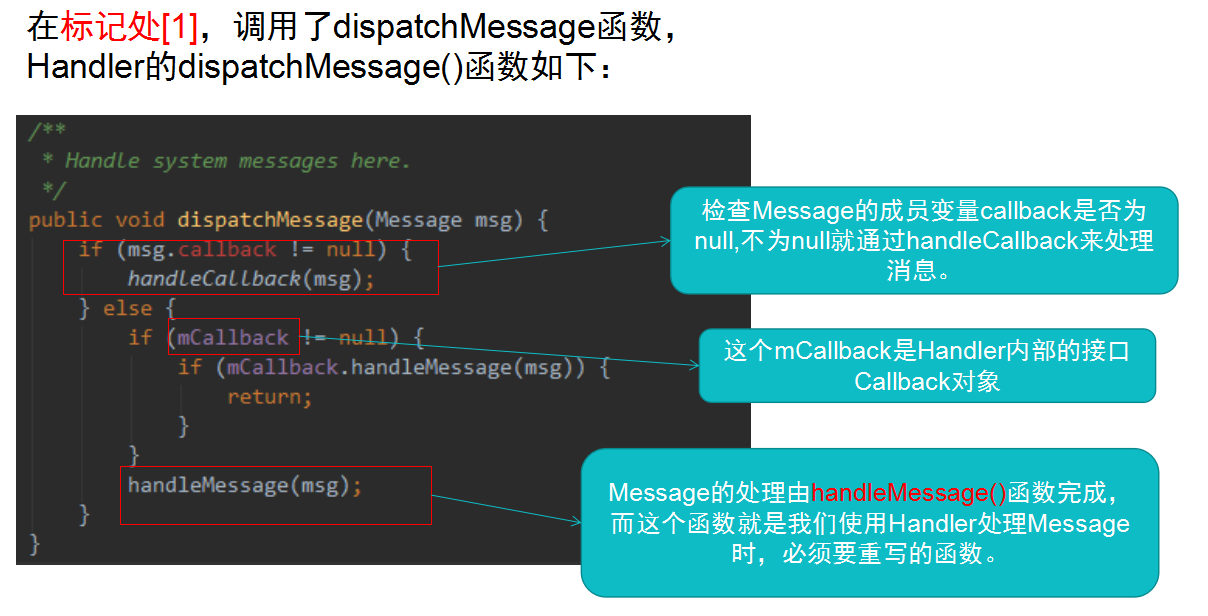 在标记处[1]，调用了dispatchMessage函数，
Handler的dispatchMessage()函数如下：
/**
 * Handle system messages here.
 */
public void dispatchMessage(Message msg) {
    if (msg.callback != null) {
        handleCallback(msg);
    } else {
        if (mCallback != null) {
            if (mCallback.handleMessage(msg)) {
                return;
            }
        }
        handleMessage(msg);
    }
}
检查Message的成员变量callback是否为
null,不为null就通过handleCallback来处理
消息。
这个mCallback是Handler内部的接口
Callback对象
Message的处理由handleMessage()函数完成，
而这个函数就是我们使用Handler处理Message
时，必须要重写的函数。